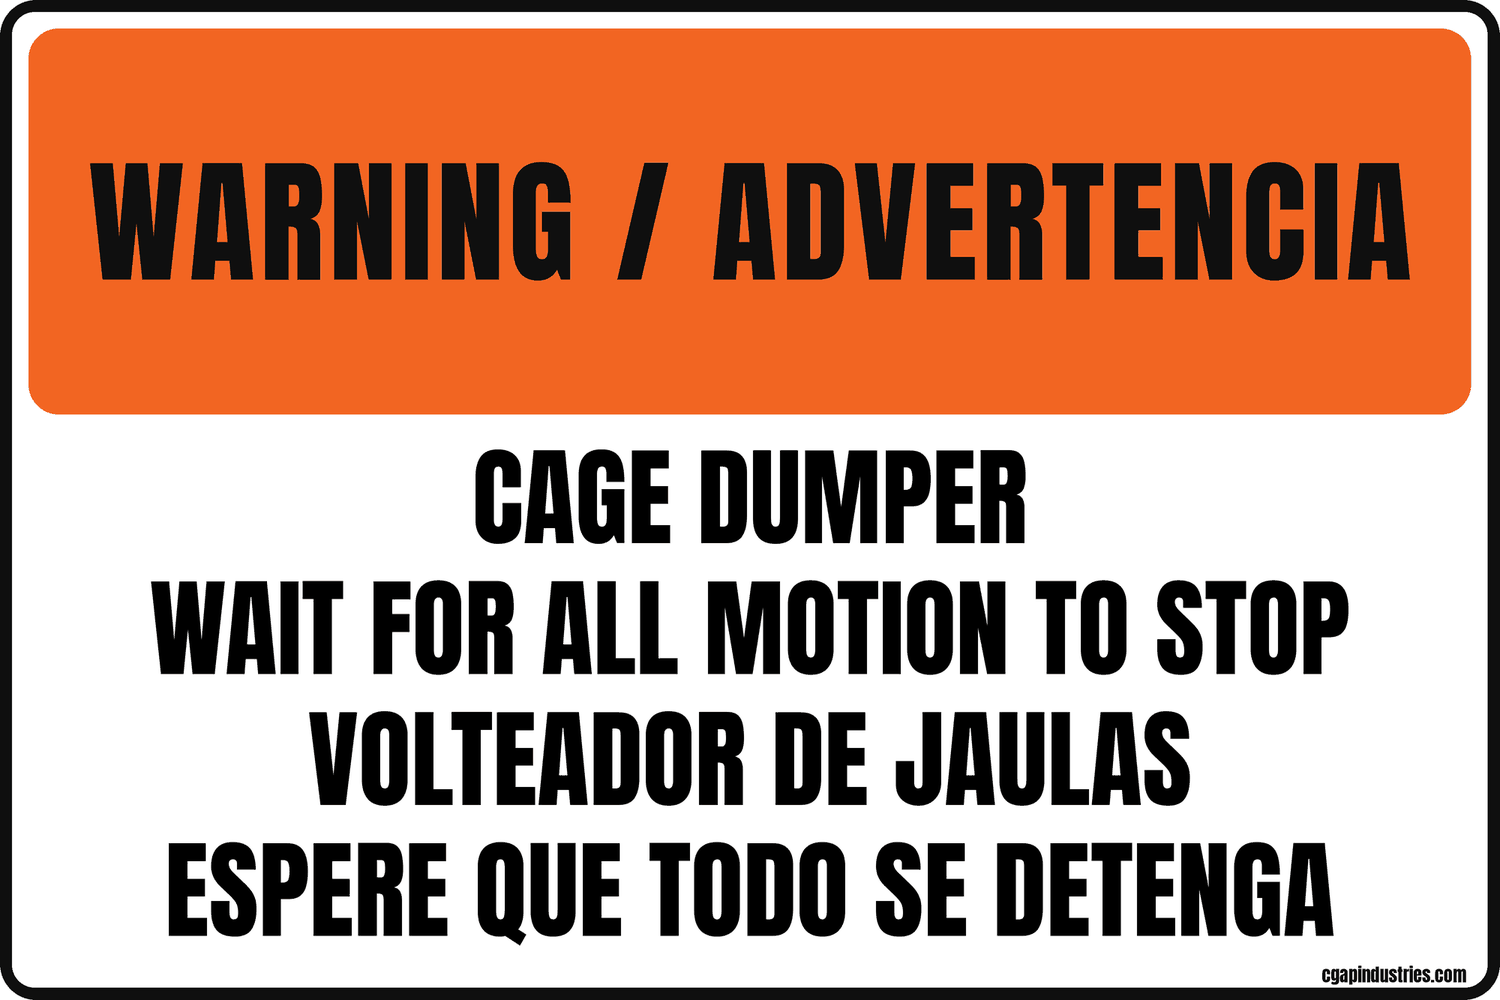 WARNING / ADVERTENCIA
CAGE DUMPER
WAIT FOR ALL MOTION TO STOP
VOLTEADOR DE JAULAS
ESPERE QUE TODO SE DETENGA
cgapindustries.com